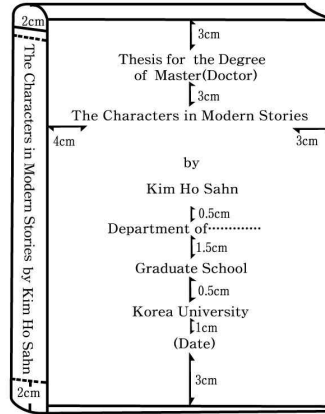 2cm
The Characters in Modern Stories by Kim Ho Sahn
2cm
3cm
Thesis for the Degree
of Master(Doctor)
3cm
The Characters in Modern Stories
4cm
3cm
by
Kim Ho Sahn
0.5cm
Department of·············
1.5cm
Graduate School
0.5cm
Korea University
1cm
(Date)
3cm